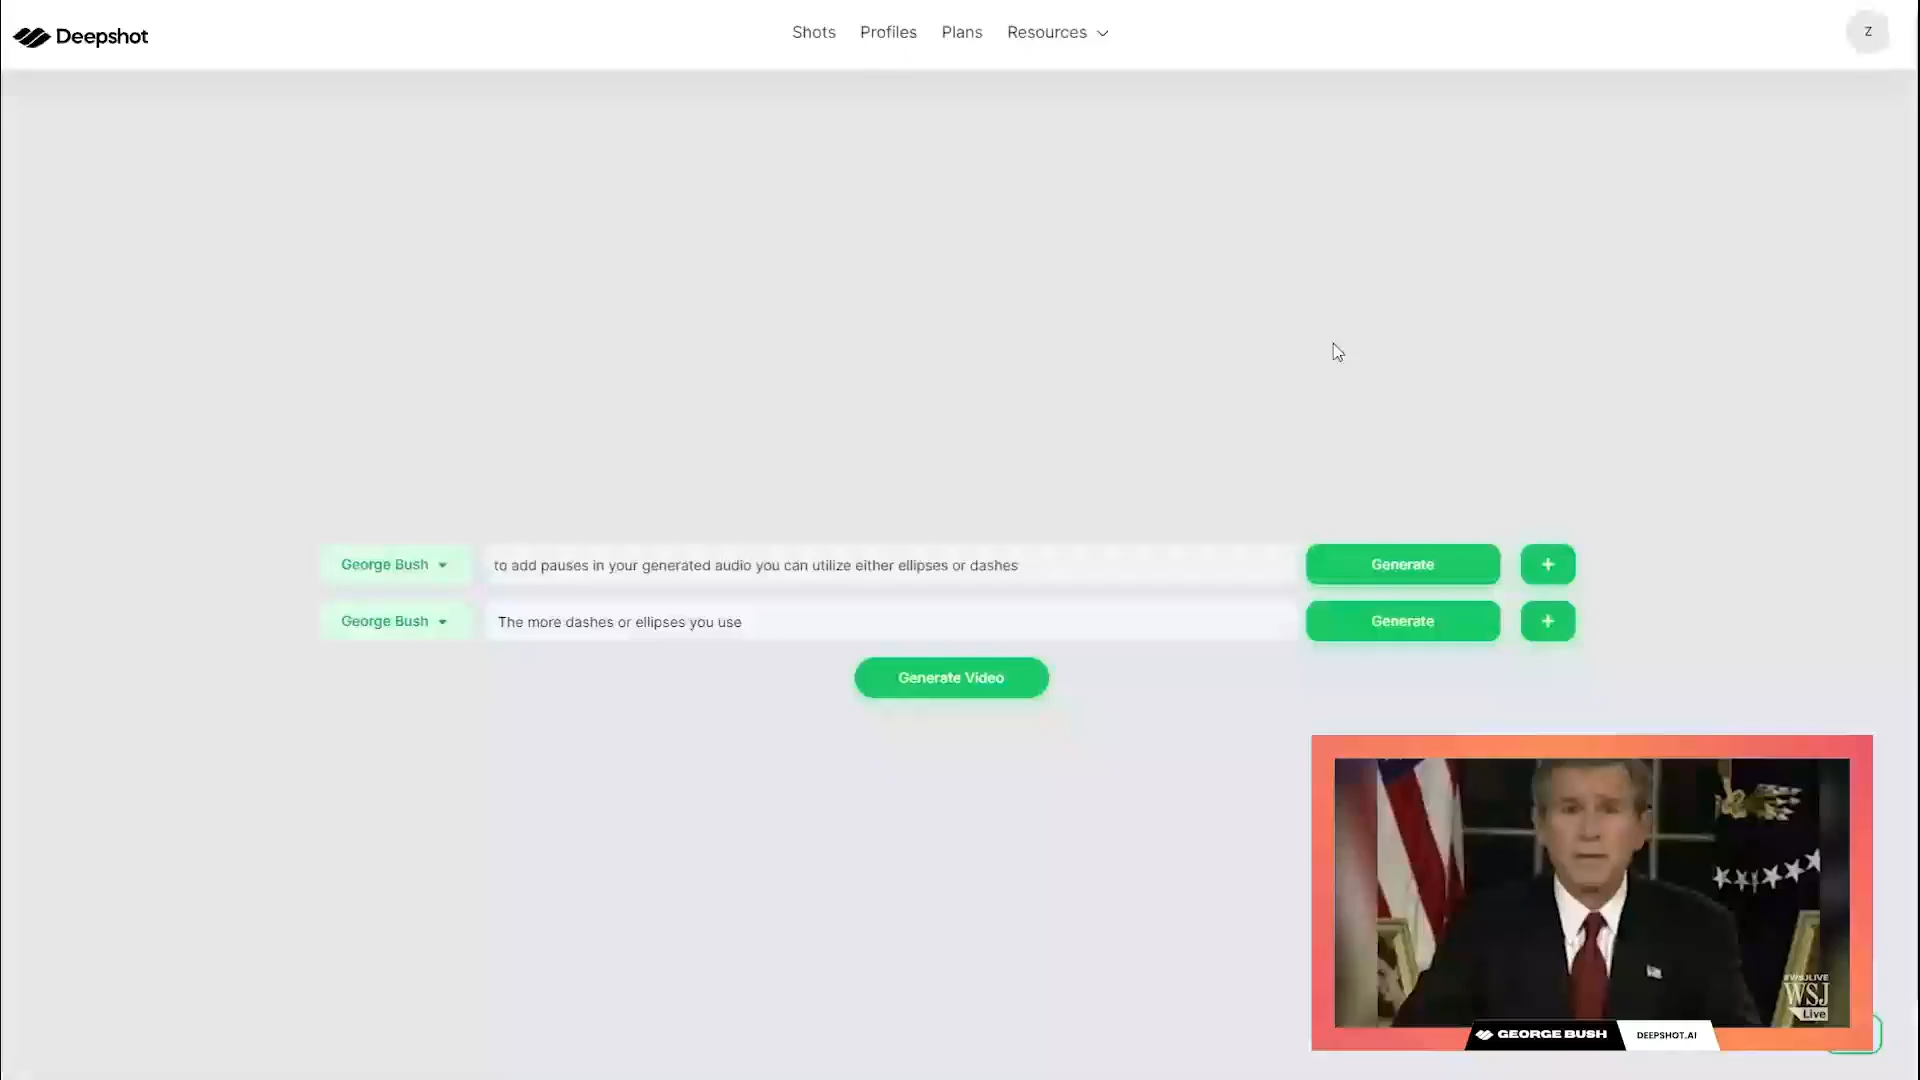 Deepshot
Shots Profiles Plans Resources
Z
George Bush to add pauses in your generated audio you can utilize either ellipses or dashes Generate +
George Bush The more dashes or ellipses you use Generate +
Generate Video
#WSJLIVE
WSJ
Live
GEORGE BUSH DEEPSHOT.AI